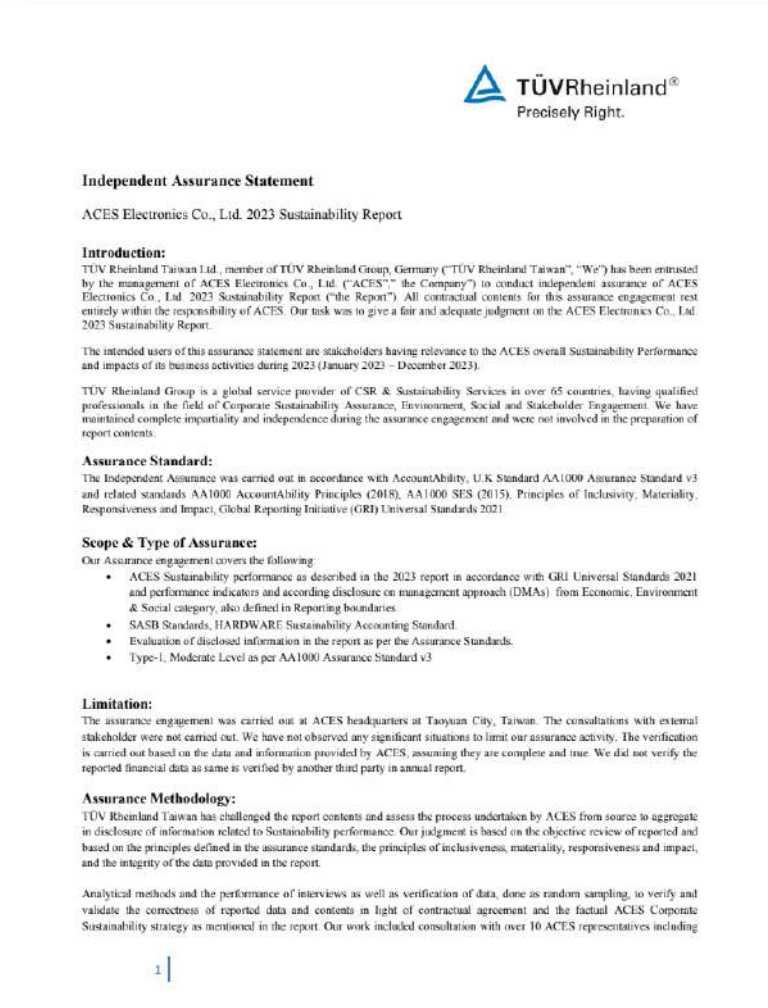 TÜVRheinland®
Precisely Right.
Independent Assurance Statement
ACES Electronics Co., Ltd. 2023 Sustainability Report
Introduction:
TÜV Rheinland Taiwan Ltd., member of TÜV Rheinland Group, Germany (“TÜV Rheinland Taiwan”, “We”) has been entrusted
by the management of ACES Electronics Co., Ltd. (“ACES”,” the Company”) to conduct independent assurance of ACES
Electronics Co., Ltd. 2023 Sustainability Report (“the Report”). All contractual contents for this assurance engagement rest
entirely within the responsibility of ACES. Our task was to give a fair and adequate judgment on the ACES Electronics Co., Ltd.
2023 Sustainability Report.
The intended users of this assurance statement are stakeholders having relevance to the ACES overall Sustainability Performance
and impacts of its business activities during 2023 (January 2023 – December 2023).
TÜV Rheinland Group is a global service provider of CSR & Sustainability Services in over 65 countries, having qualified
professionals in the field of Corporate Sustainability Assurance, Environment, Social and Stakeholder Engagement. We have
maintained complete impartiality and independence during the assurance engagement and were not involved in the preparation of
report contents.
Assurance Standard:
The Independent Assurance was carried out in accordance with AccountAbility, U.K Standard AA1000 Assurance Standard v3
and related standards AA1000 AccountAbility Principles (2018), AA1000 SES (2015), Principles of Inclusivity, Materiality,
Responsiveness and Impact, Global Reporting Initiative (GRI) Universal Standards 2021.
Scope & Type of Assurance:
Our Assurance engagement covers the following:
• ACES Sustainability performance as described in the 2023 report in accordance with GRI Universal Standards 2021
and performance indicators and according disclosure on management approach (DMAs) from Economic, Environment
& Social category, also defined in Reporting boundaries.
• SASB Standards, HARDWARE Sustainability Accounting Standard.
• Evaluation of disclosed information in the report as per the Assurance Standards.
• Type-1, Moderate Level as per AA1000 Assurance Standard v3
Limitation:
The assurance engagement was carried out at ACES headquarters at Taoyuan City, Taiwan. The consultations with external
stakeholder were not carried out. We have not observed any significant situations to limit our assurance activity. The verification
is carried out based on the data and information provided by ACES, assuming they are complete and true. We did not verify the
reported financial data as same is verified by another third party in annual report.
Assurance Methodology:
TÜV Rheinland Taiwan has challenged the report contents and assess the process undertaken by ACES from source to aggregate
in disclosure of information related to Sustainability performance. Our judgment is based on the objective review of reported and
based on the principles defined in the assurance standards, the principles of inclusiveness, materiality, responsiveness and impact,
and the integrity of the data provided in the report.
Analytical methods and the performance of interviews as well as verification of data, done as random sampling, to verify and
validate the correctness of reported data and contents in light of contractual agreement and the factual ACES Corporate
Sustainability strategy as mentioned in the report. Our work included consultation with over 10 ACES representatives including
1